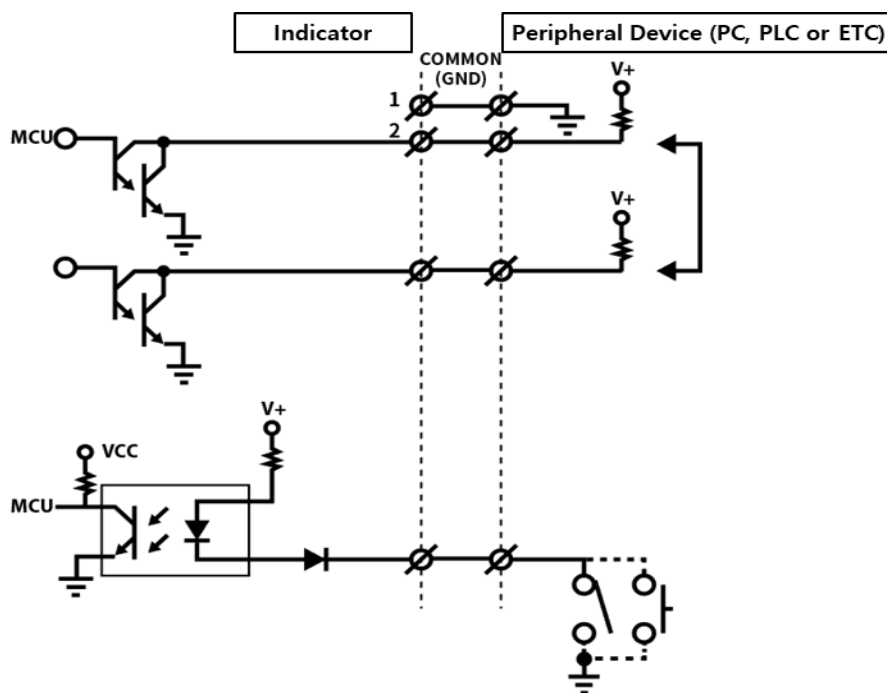 Indicator
Peripheral Device (PC, PLC or ETC)
COMMON
(GND)
V+
1
2
MCU
V+
V+
VCC
MCU